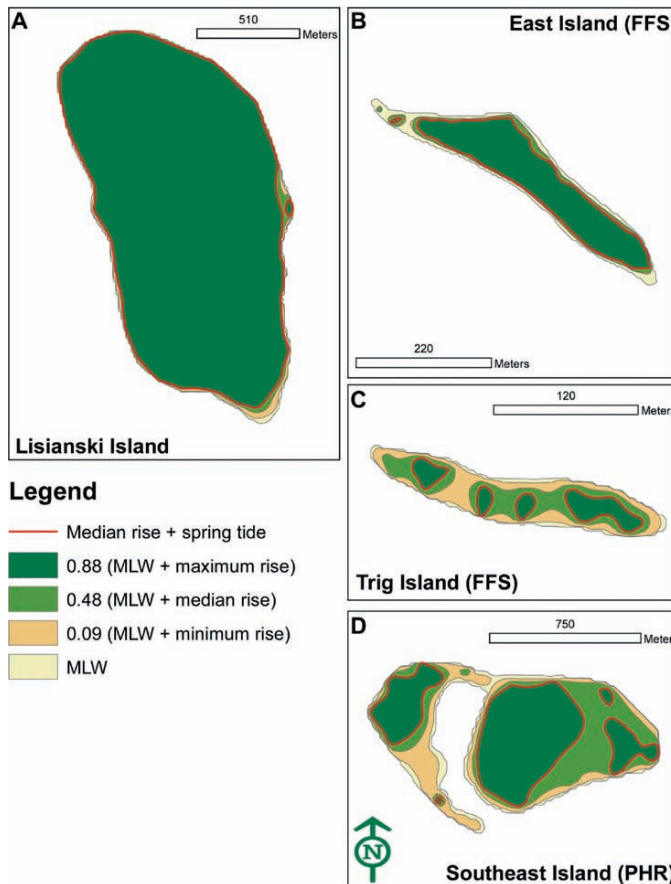 A
510
Meters
Lisianski Island
B
East Island (FFS)
220
Meters
C
120
Meters
Trig Island (FFS)
D
750
Meter
N
Southeast Island (PHR)
Legend
Median rise + spring tide
0.88 (MLW + maximum rise)
0.48 (MLW + median rise)
0.09 (MLW + minimum rise)
MLW